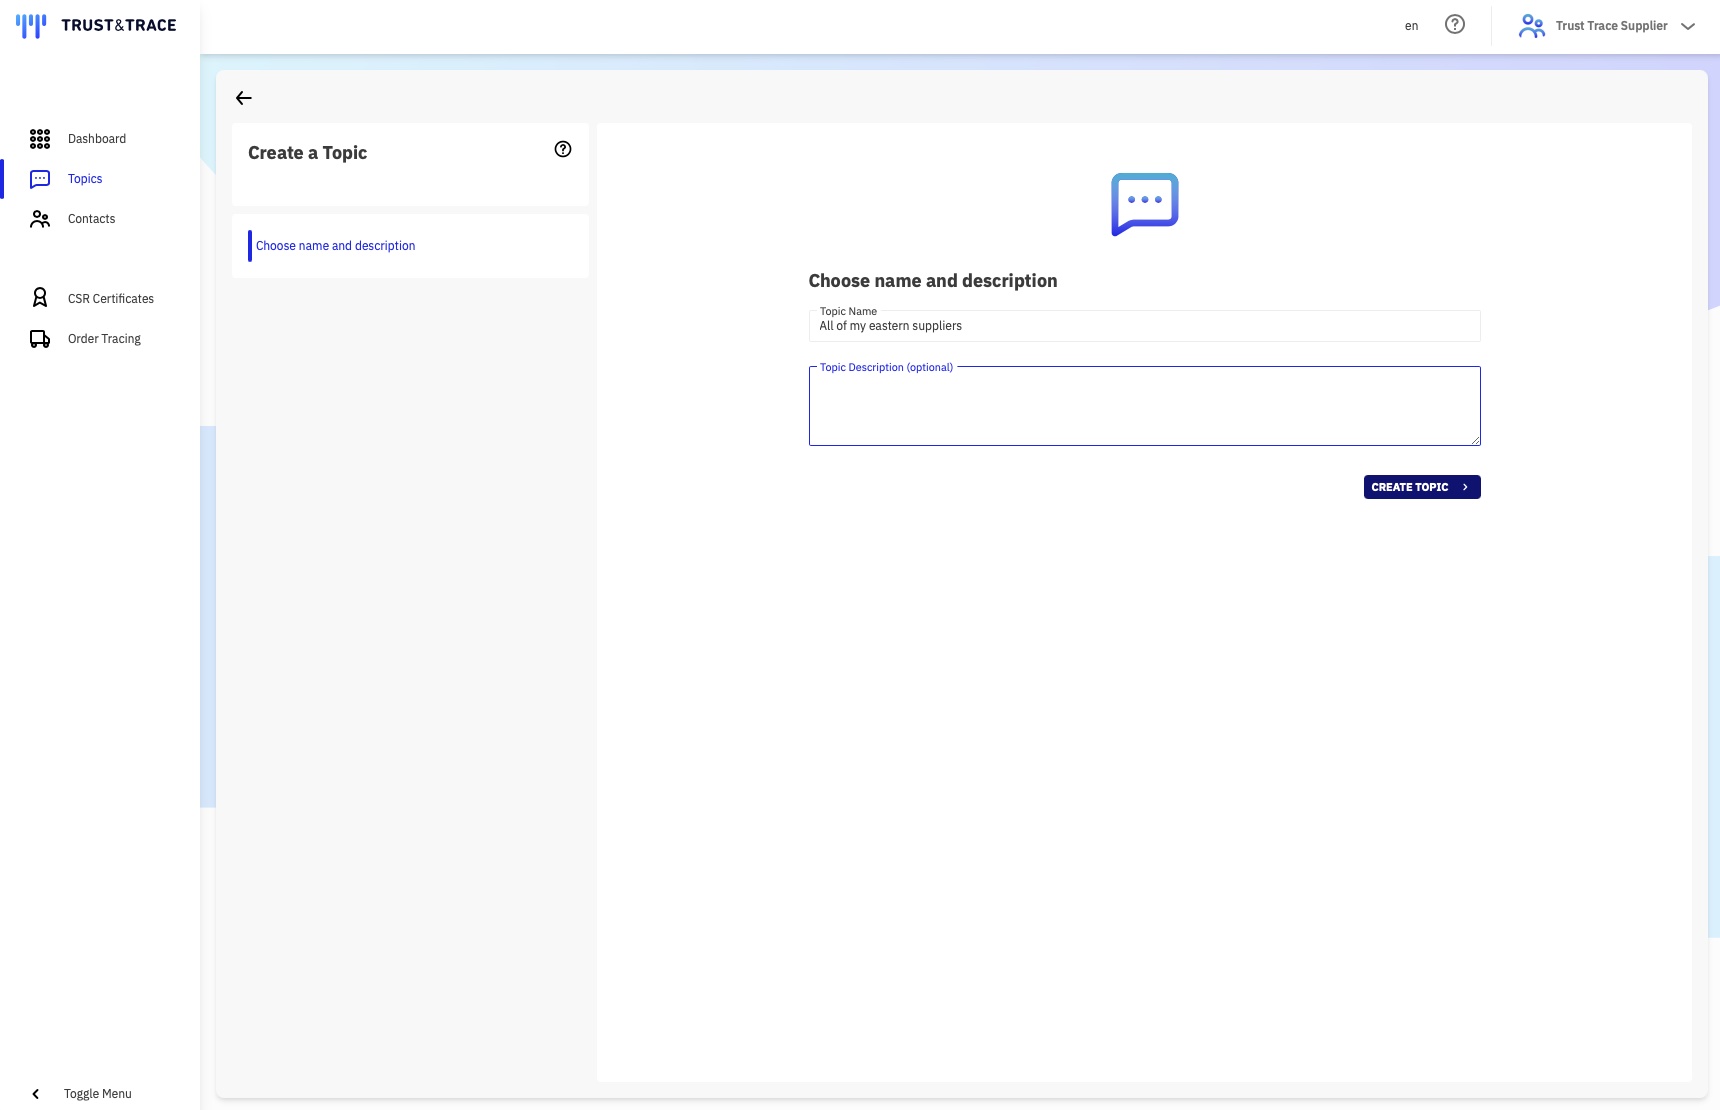 TRUST&TRACE
en
Trust Trace Supplier
Dashboard
Topics
Contacts
CSR Certificates
Order Tracing
Toggle Menu
Create a Topic
Choose name and description
Choose name and description
Topic Name
All of my eastern suppliers
Topic Description (optional)
CREATE TOPIC